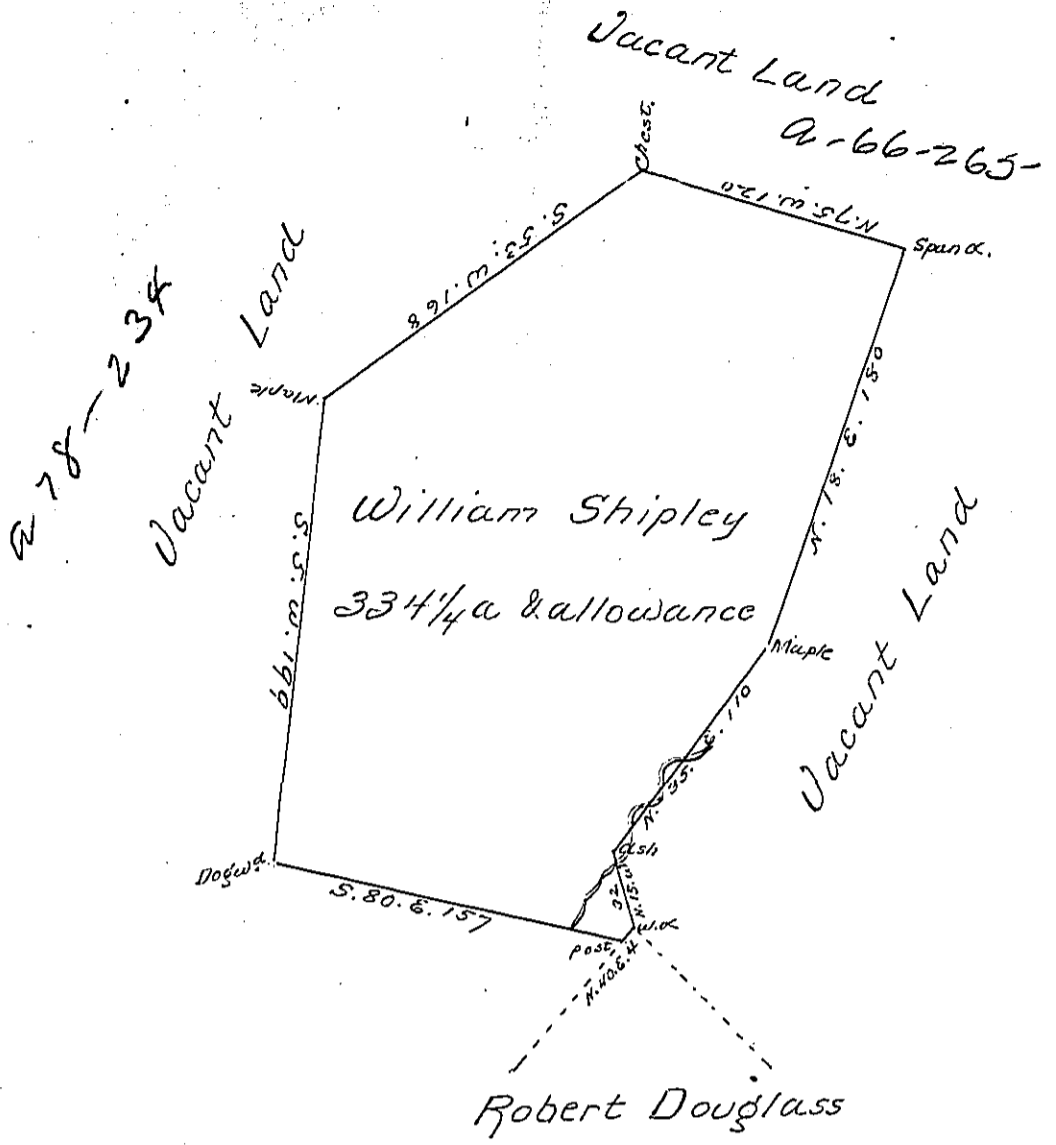 Vacant Land
a-66-265-
Chest.
N.75.W.120
Span α.
S.53.W.168
a 78-234
Vacant Land
Maple
N.18.E.150
William Shipley
334¼ a & allowance
S.5.W.199
Maple
Vacant Land
N.35.E.110
Ash
N.15.W
32
Dogwd.
S.80.E.157
W.α
Post,
N.40.E.4
Robert Douglass